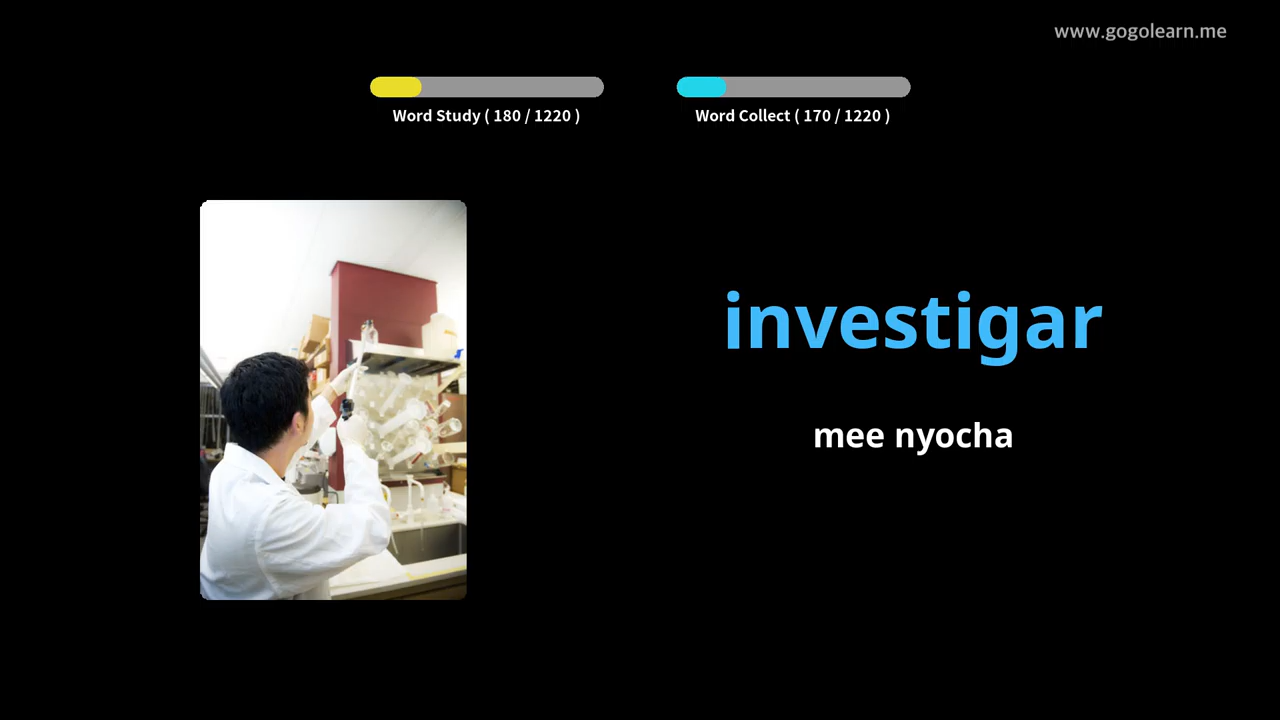 www.gogolearn.me
Word Study ( 180 / 1220 )
Word Collect ( 170 / 1220 )
investigar
mee nyocha